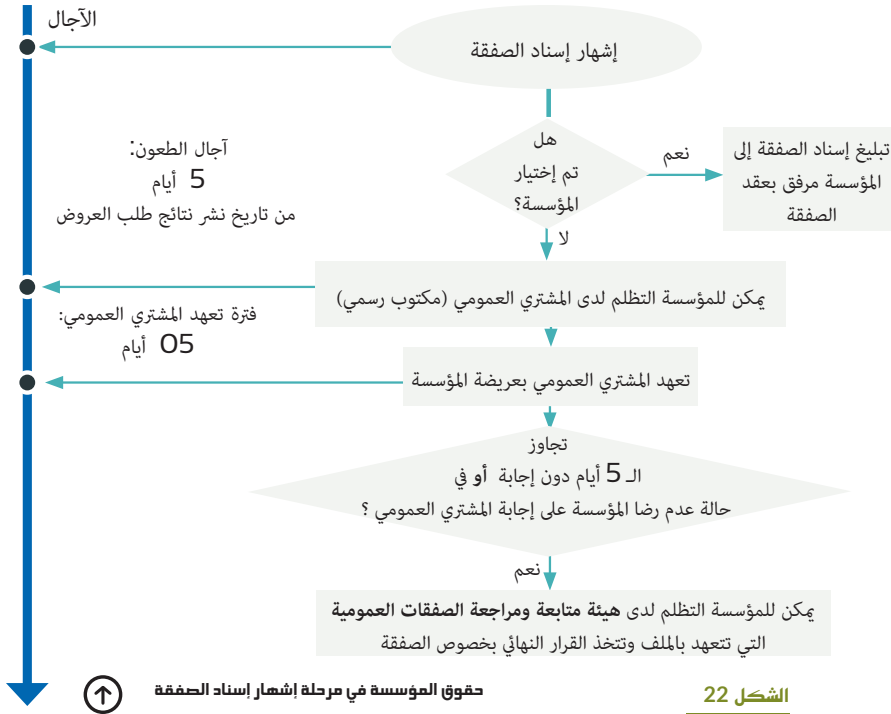 الآجال
إشهار إسناد الصفقة
هل
تم إختيار
المؤسسة؟
نعم
تبليغ إسناد الصفقة إلى
المؤسسة مرفق بعقد
الصفقة
آجال الطعون:
5 أيام
من تاريخ نشر نتائج طلب العروض
لا
يمكن للمؤسسة التظلم لدى المشتري العمومي (مكتوب رسمي)
فترة تعهد المشتري العمومي:
05 أيام
تعهد المشتري العمومي بعريضة المؤسسة
تجاوز
الـ 5 أيام دون إجابة أو في
حالة عدم رضا المؤسسة على إجابة المشتري العمومي ؟
نعم
يمكن للمؤسسة التظلم لدى هيئة متابعة ومراجعة الصفقات العمومية
التي تتعهد بالملف وتتخذ القرار النهائي بخصوص الصفقة
الشكل 22
حقوق المؤسسة في مرحلة إشهار إسناد الصفقة